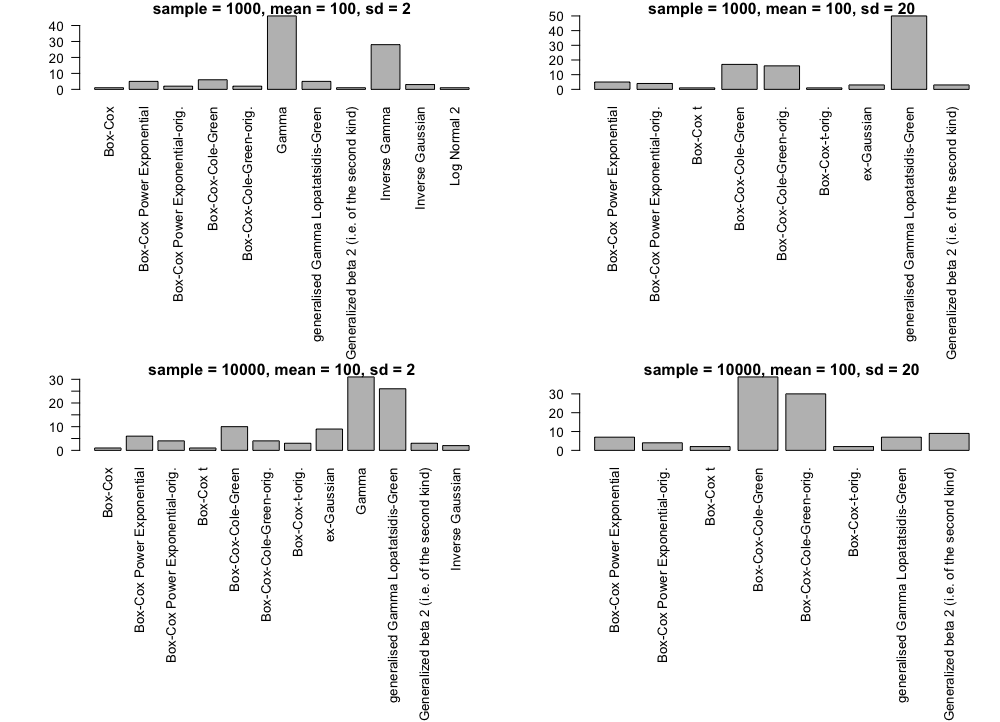 sample = 1000, mean = 100, sd = 2
40
30
20
10
0
Box-Cox
Box-Cox Power Exponential
Box-Cox Power Exponential-orig.
Box-Cox-Cole-Green
Box-Cox-Cole-Green-orig.
Gamma
generalised Gamma Lopatatsidis-Green
Generalized beta 2 (i.e. of the second kind)
Inverse Gamma
Inverse Gaussian
Log Normal 2
sample = 1000, mean = 100, sd = 20
50
40
30
20
10
0
Box-Cox Power Exponential
Box-Cox Power Exponential-orig.
Box-Cox t
Box-Cox-Cole-Green
Box-Cox-Cole-Green-orig.
Box-Cox-t-orig.
ex-Gaussian
generalised Gamma Lopatatsidis-Green
Generalized beta 2 (i.e. of the second kind)
sample = 10000, mean = 100, sd = 2
30
20
10
0
Box-Cox
Box-Cox Power Exponential
Box-Cox Power Exponential-orig.
Box-Cox t
Box-Cox-Cole-Green
Box-Cox-Cole-Green-orig.
Box-Cox-t-orig.
ex-Gaussian
Gamma
generalised Gamma Lopatatsidis-Green
Generalized beta 2 (i.e. of the second kind)
Inverse Gaussian
sample = 10000, mean = 100, sd = 20
30
20
10
0
Box-Cox Power Exponential
Box-Cox Power Exponential-orig.
Box-Cox t
Box-Cox-Cole-Green
Box-Cox-Cole-Green-orig.
Box-Cox-t-orig.
generalised Gamma Lopatatsidis-Green
Generalized beta 2 (i.e. of the second kind)